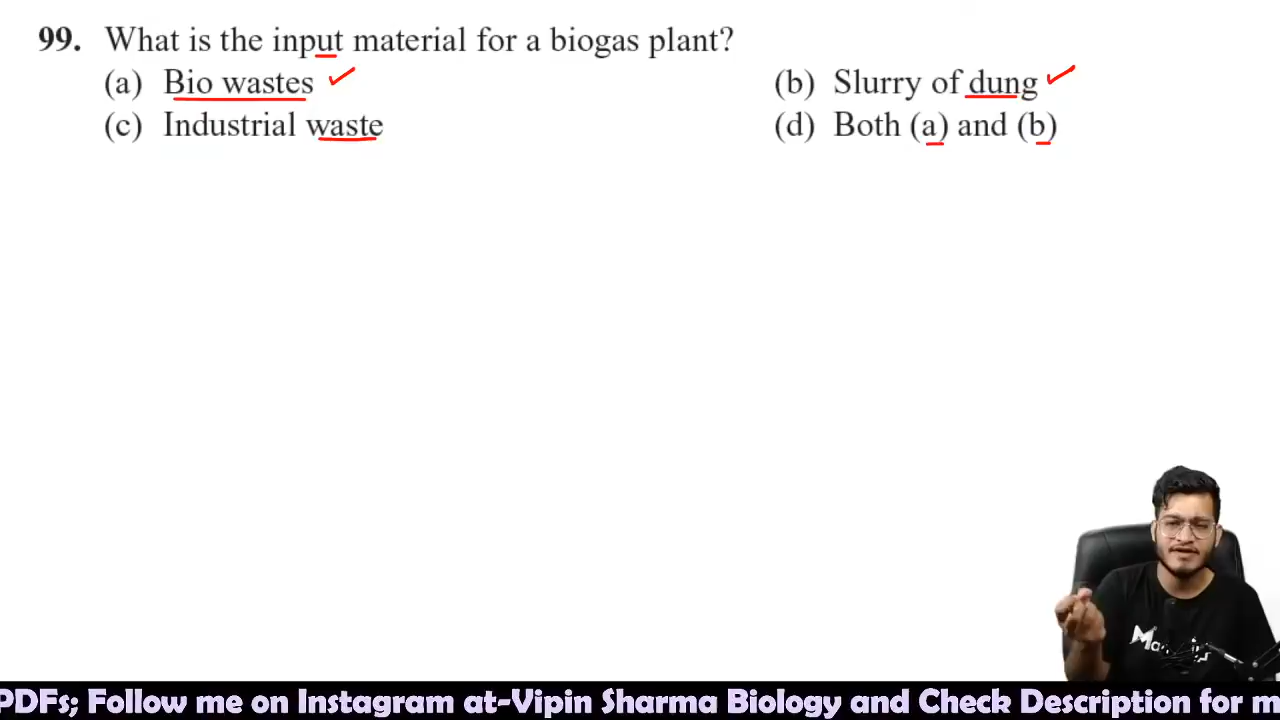 99. What is the input material for a biogas plant?
(a) Bio wastes (b) Slurry of dung
(c) Industrial waste (d) Both (a) and (b)
PDFs; Follow me on Instagram at-Vipin Sharma Biology and Check Description for m